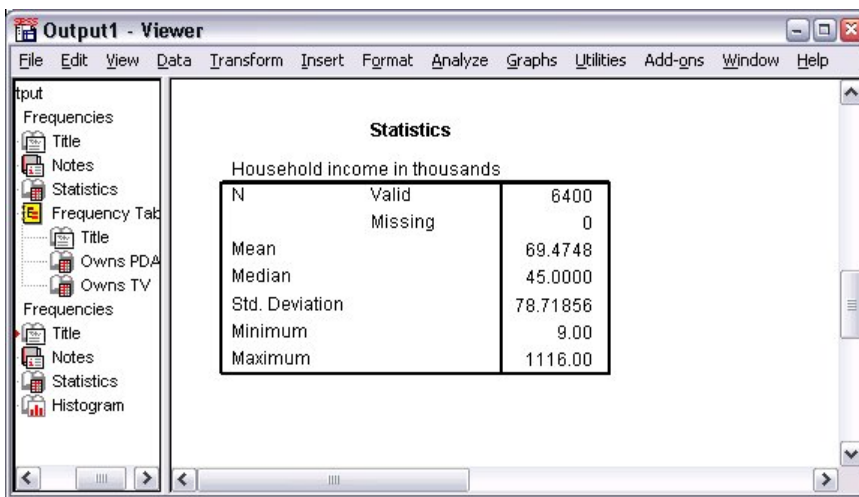 Output1 - Viewer
File Edit View Data Transform Insert Format Analyze Graphs Utilities Add-ons Window Help
tput
Frequencies
Title
Notes
Statistics
Frequency Tab
Title
Owns PDA
Owns TV
Frequencies
Title
Notes
Statistics
Histogram
Statistics
Household income in thousands
N Valid 6400
Missing 0
Mean 69.4748
Median 45.0000
Std. Deviation 78.71856
Minimum 9.00
Maximum 1116.00